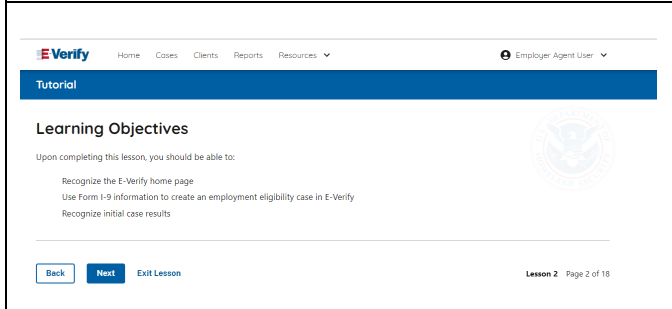 E-Verify Home Cases Clients Reports Resources Employer Agent User
Tutorial
Learning Objectives
Upon completing this lesson, you should be able to:
Recognize the E-Verify home page
Use Form I-9 information to create an employment eligibility case in E-Verify
Recognize initial case results
Back Next Exit Lesson Lesson 2 Page 2 of 18